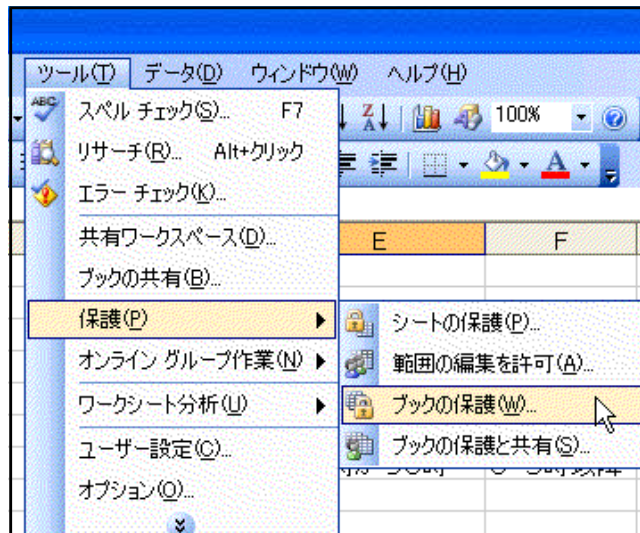 ツール(T) データ(D) ウィンドウ(W) ヘルプ(H)
ABC スペル チェック(S)... F7
Z A 100%
リサーチ(R)... Alt+クリック
A
エラー チェック(K)...
共有ワークスペース(D)...
E F
ブックの共有(B)...
保護(P)
シートの保護(P)...
オンライン グループ作業(N)
範囲の編集を許可(A)...
ワークシート分析(U)
ブックの保護(W)...
ユーザー設定(C)...
ブックの保護と共有(S)...
オプション(O)...